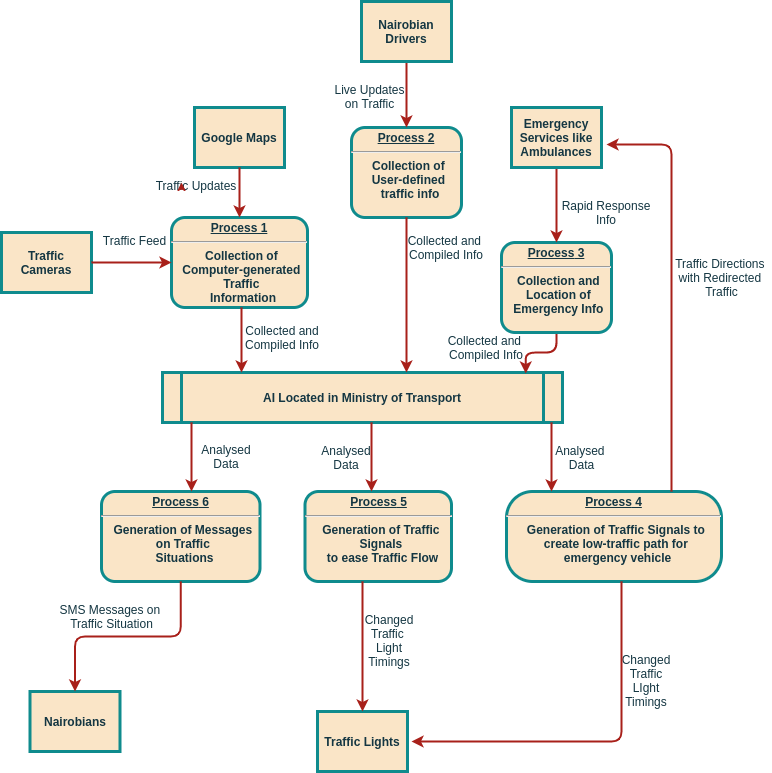 Nairobian
Drivers
Live Updates
on Traffic
Google Maps
Process 2
Collection of
User-defined
traffic info
Emergency
Services like
Ambulances
Traffic Updates
Rapid Response
Info
Process 1
Collection of
Computer-generated
Traffic
Information
Traffic Feed
Traffic
Cameras
Collected and
Compiled Info
Process 3
Collection and
Location of
Emergency Info
Traffic Directions
with Redirected
Traffic
Collected and
Compiled Info
Collected and
Compiled Info
AI Located in Ministry of Transport
Analysed
Data
Analysed
Data
Analysed
Data
Process 6
Generation of Messages
on Traffic
Situations
Process 5
Generation of Traffic
Signals
to ease Traffic Flow
Process 4
Generation of Traffic Signals to
create low-traffic path for
emergency vehicle
SMS Messages on
Traffic Situation
Changed
Traffic
Light
Timings
Changed
Traffic
LIght
Timings
Nairobians
Traffic Lights